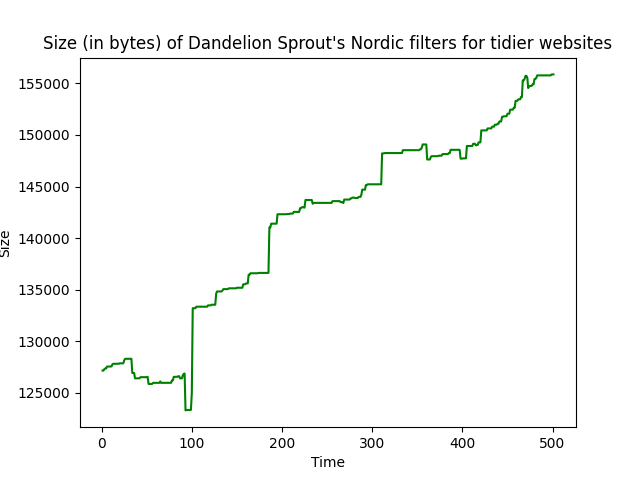 Size (in bytes) of Dandelion Sprout's Nordic filters for tidier websites
155000
150000
145000
140000
135000
130000
125000
Size
0 100 200 300 400 500
Time